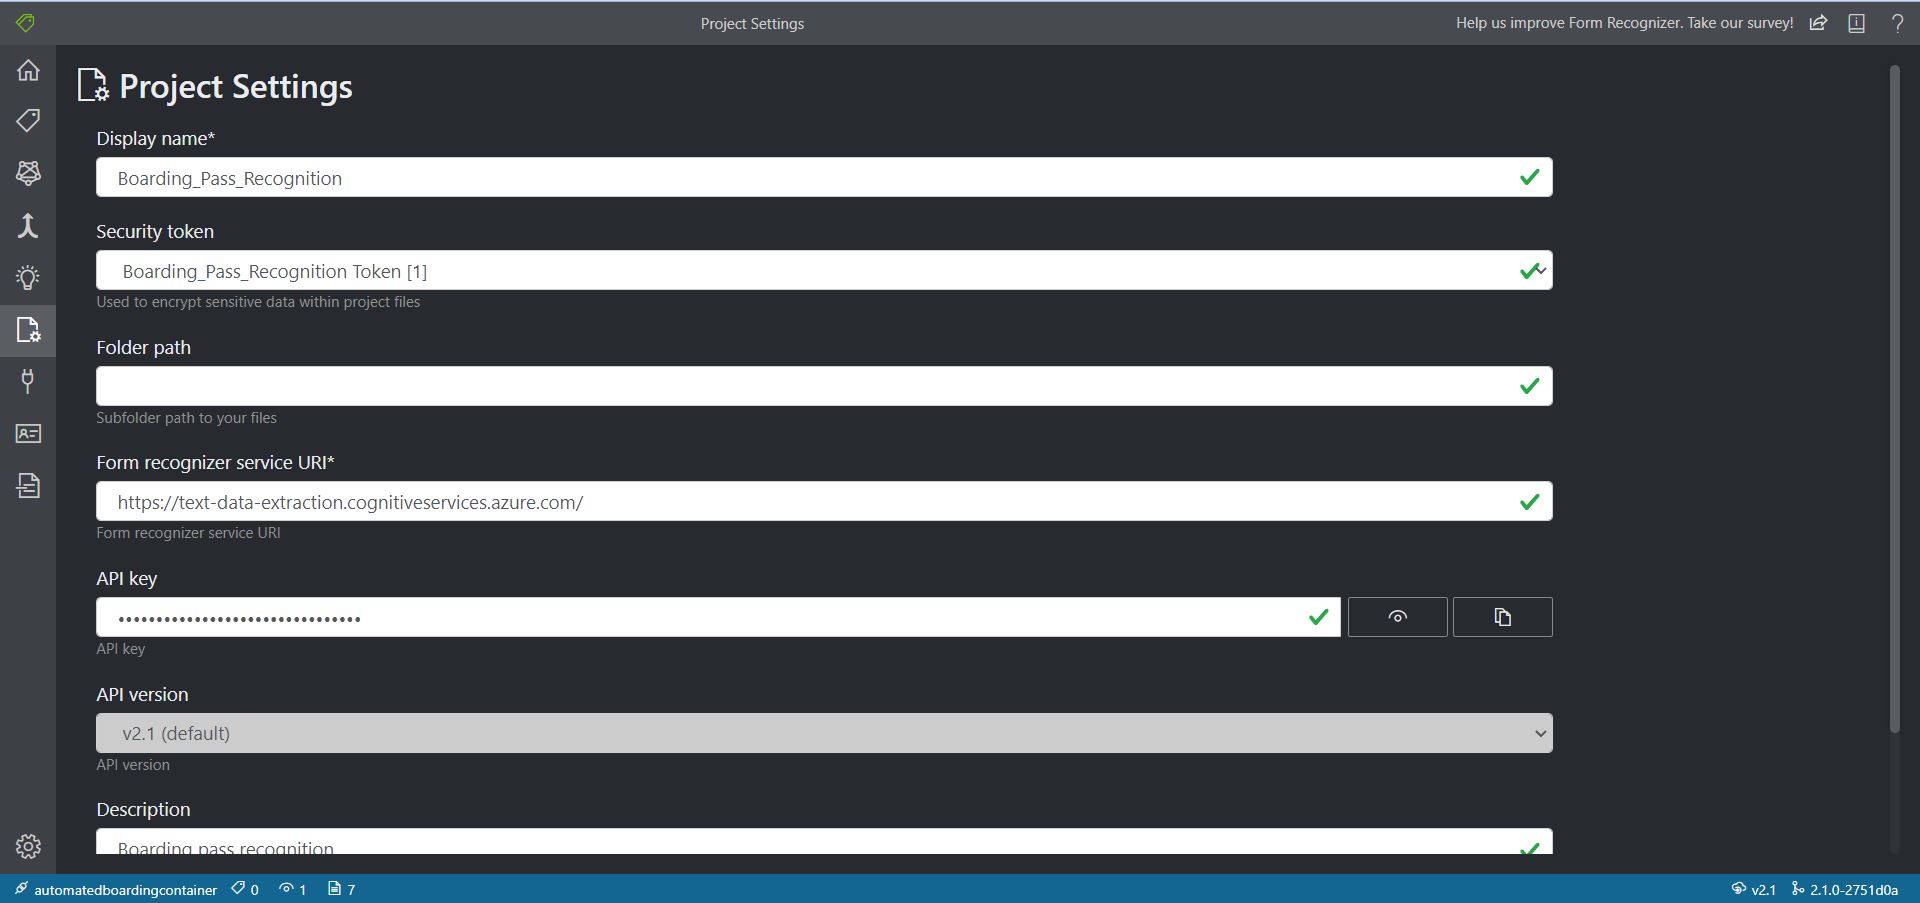 Project Settings
Help us improve Form Recognizer. Take our survey!
Project Settings
Display name*
Boarding_Pass_Recognition
Security token
Boarding_Pass_Recognition Token [1]
Used to encrypt sensitive data within project files
Folder path
Subfolder path to your files
Form recognizer service URI*
https://text-data-extraction.cognitiveservices.azure.com/
Form recognizer service URI
API key
••••••••••••••••••••••••••••••••
API key
API version
v2.1 (default)
API version
Description
Boarding pass recognition
automatedboardingcontainer 0 1 7
v2.1 2.1.0-2751d0a